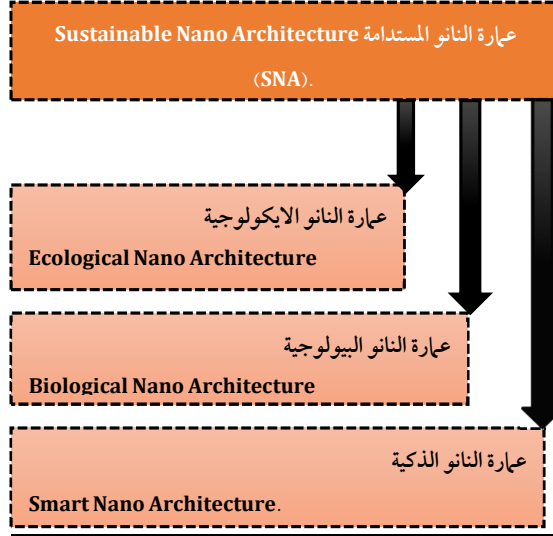 عمارة النانو المستدامة Sustainable Nano Architecture
(SNA).
عمارة النانو الايكولوجية
Ecological Nano Architecture
عمارة النانو البيولوجية
Biological Nano Architecture
عمارة النانو الذكية
Smart Nano Architecture.